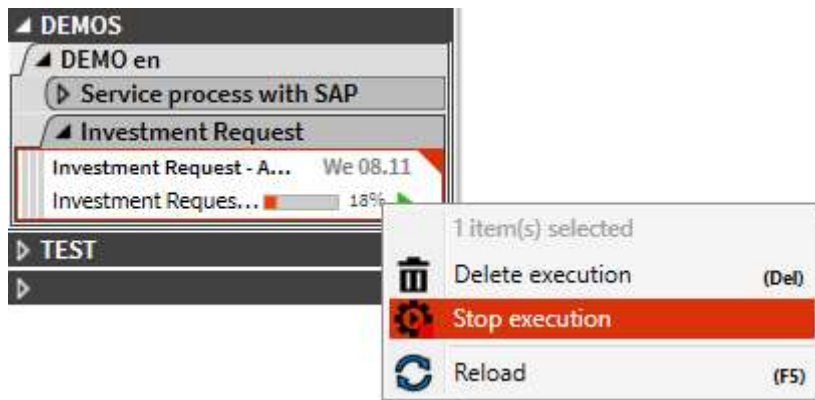 DEMOS
DEMO en
Service process with SAP
Investment Request
Investment Request - A... We 08.11
Investment Reques... 18%
1 item(s) selected
TEST
Delete execution (Del)
Stop execution
Reload (F5)